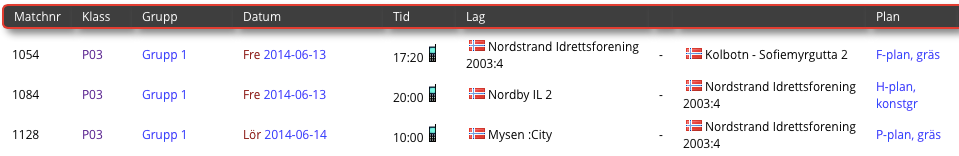 Matchnr Klass Grupp Datum Tid Lag Plan
1054 P03 Grupp 1 Fre 2014-06-13 17:20 Nordstrand Idrettsforening 2003:4 - Kolbotn - Sofiemyrgutta 2 F-plan, gräs
1084 P03 Grupp 1 Fre 2014-06-13 20:00 Nordby IL 2 - Nordstrand Idrettsforening 2003:4 H-plan, konstgr
1128 P03 Grupp 1 Lör 2014-06-14 10:00 Mysen :City - Nordstrand Idrettsforening 2003:4 P-plan, gräs